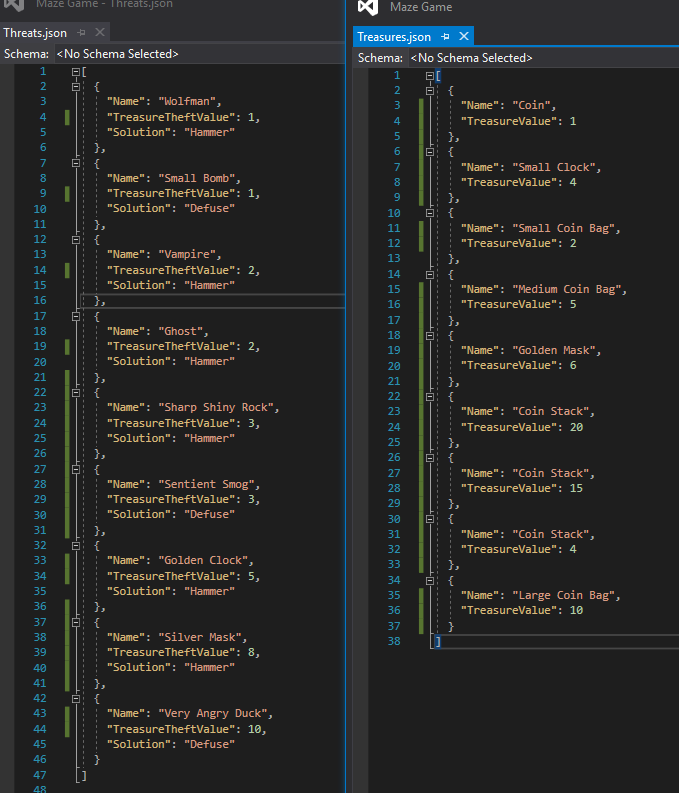 Maze Game - Threats.json
Threats.json
Schema: <No Schema Selected>
1 [
2 {
3 "Name": "Wolfman",
4 "TreasureTheftValue": 1,
5 "Solution": "Hammer"
6 },
7 {
8 "Name": "Small Bomb",
9 "TreasureTheftValue": 1,
10 "Solution": "Defuse"
11 },
12 {
13 "Name": "Vampire",
14 "TreasureTheftValue": 2,
15 "Solution": "Hammer"
16 },
17 {
18 "Name": "Ghost",
19 "TreasureTheftValue": 2,
20 "Solution": "Hammer"
21 },
22 {
23 "Name": "Sharp Shiny Rock",
24 "TreasureTheftValue": 3,
25 "Solution": "Hammer"
26 },
27 {
28 "Name": "Sentient Smog",
29 "TreasureTheftValue": 3,
30 "Solution": "Defuse"
31 },
32 {
33 "Name": "Golden Clock",
34 "TreasureTheftValue": 5,
35 "Solution": "Hammer"
36 },
37 {
38 "Name": "Silver Mask",
39 "TreasureTheftValue": 8,
40 "Solution": "Hammer"
41 },
42 {
43 "Name": "Very Angry Duck",
44 "TreasureTheftValue": 10,
45 "Solution": "Defuse"
46 }
47 ]
48
Maze Game
Treasures.json
Schema: <No Schema Selected>
1 [
2 {
3 "Name": "Coin",
4 "TreasureValue": 1
5 },
6 {
7 "Name": "Small Clock",
8 "TreasureValue": 4
9 },
10 {
11 "Name": "Small Coin Bag",
12 "TreasureValue": 2
13 },
14 {
15 "Name": "Medium Coin Bag",
16 "TreasureValue": 5
17 },
18 {
19 "Name": "Golden Mask",
20 "TreasureValue": 6
21 },
22 {
23 "Name": "Coin Stack",
24 "TreasureValue": 20
25 },
26 {
27 "Name": "Coin Stack",
28 "TreasureValue": 15
29 },
30 {
31 "Name": "Coin Stack",
32 "TreasureValue": 4
33 },
34 {
35 "Name": "Large Coin Bag",
36 "TreasureValue": 10
37 }
38 ]